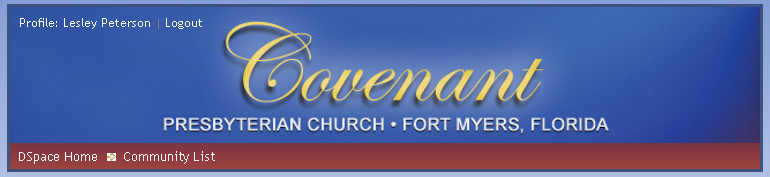 Profile: Lesley Peterson | Logout
Covenant
PRESBYTERIAN CHURCH • FORT MYERS, FLORIDA
DSpace Home Community List